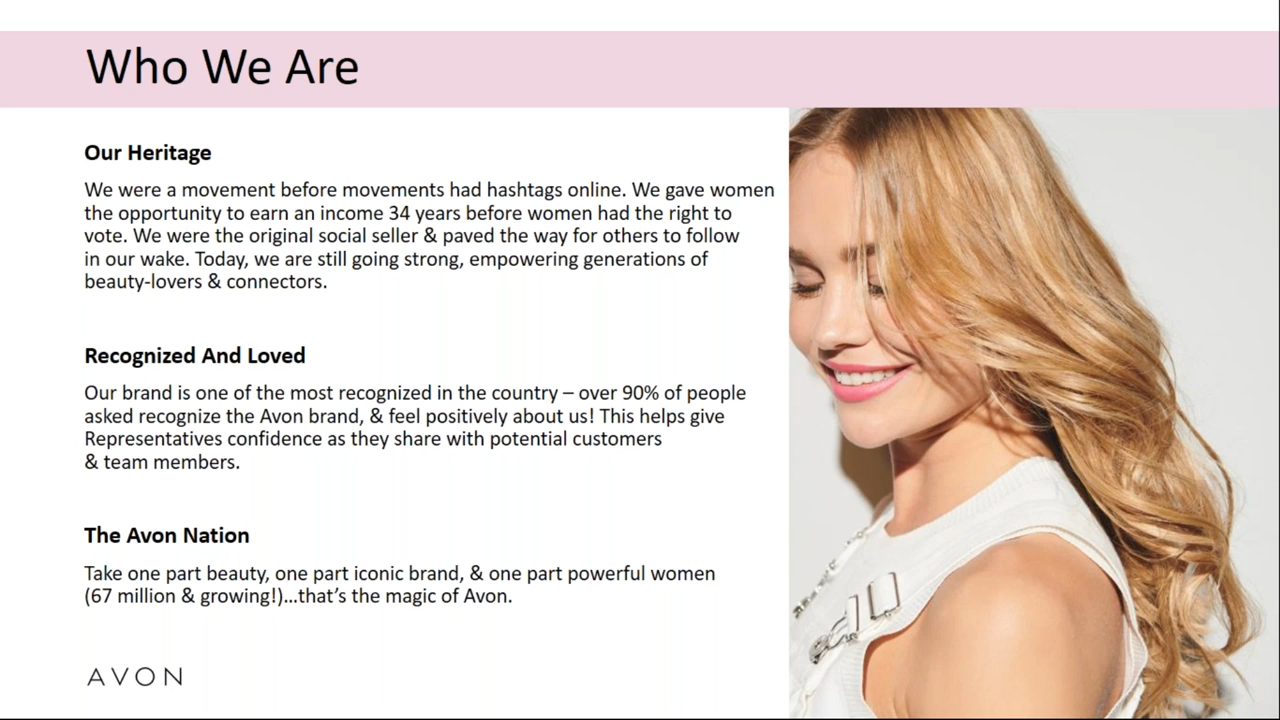 Who We Are
Our Heritage
We were a movement before movements had hashtags online. We gave women
the opportunity to earn an income 34 years before women had the right to
vote. We were the original social seller & paved the way for others to follow
in our wake. Today, we are still going strong, empowering generations of
beauty-lovers & connectors.
Recognized And Loved
Our brand is one of the most recognized in the country – over 90% of people
asked recognize the Avon brand, & feel positively about us! This helps give
Representatives confidence as they share with potential customers
& team members.
The Avon Nation
Take one part beauty, one part iconic brand, & one part powerful women
(67 million & growing!)…that’s the magic of Avon.
AVON